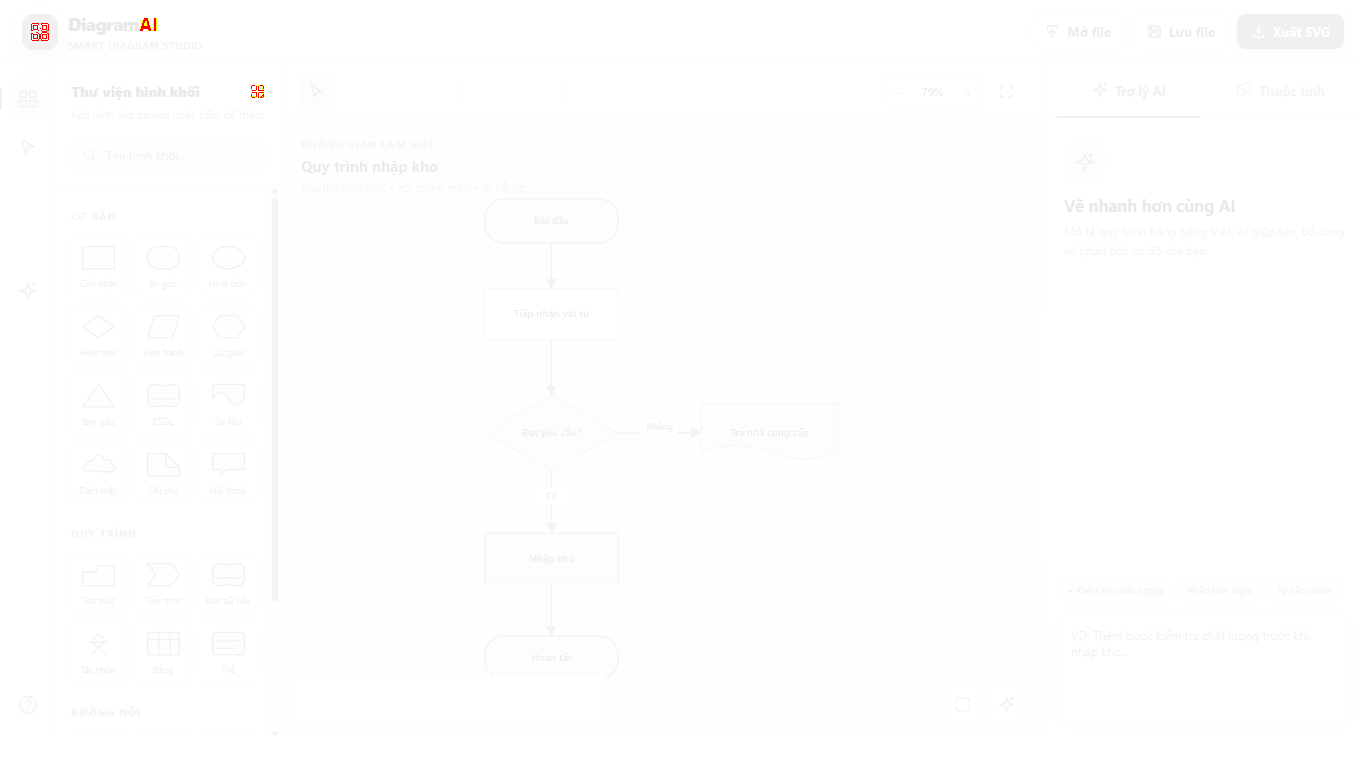 DiagramAI
SMART DIAGRAM STUDIO
Mở file
Lưu file
Xuất SVG
Thư viện hình khối
Kéo hình vào canvas hoặc bấm để thêm
Tìm hình khối...
79%
Trợ lý AI
Thuộc tính
KHÔNG GIAN LÀM VIỆC
Quy trình nhập kho
Kéo thả hình khối • nối thông minh • AI hỗ trợ
CƠ BẢN
Chữ nhật
Bo góc
Hình tròn
Hình thoi
Bình hành
Lục giác
Tam giác
CSDL
Tài liệu
Đám mây
Ghi chú
Hội thoại
QUY TRÌNH
Thư mục
Tiến trình
Kho dữ liệu
Tác nhân
Bảng
Thẻ
ĐƯỜNG NỐI
Bắt đầu
Tiếp nhận vật tư
Đạt yêu cầu?
Không
Trả nhà cung cấp
Có
Nhập kho
Hoàn tất
Vẽ nhanh hơn cùng AI
Mô tả quy trình bằng tiếng Việt. AI giúp tạo, bổ sung
và phân tích sơ đồ của bạn.
+ Kiểm tra chất lượng
Phân tích logic
Tự căn chỉnh
VD: Thêm bước kiểm tra chất lượng trước khi
nhập kho...